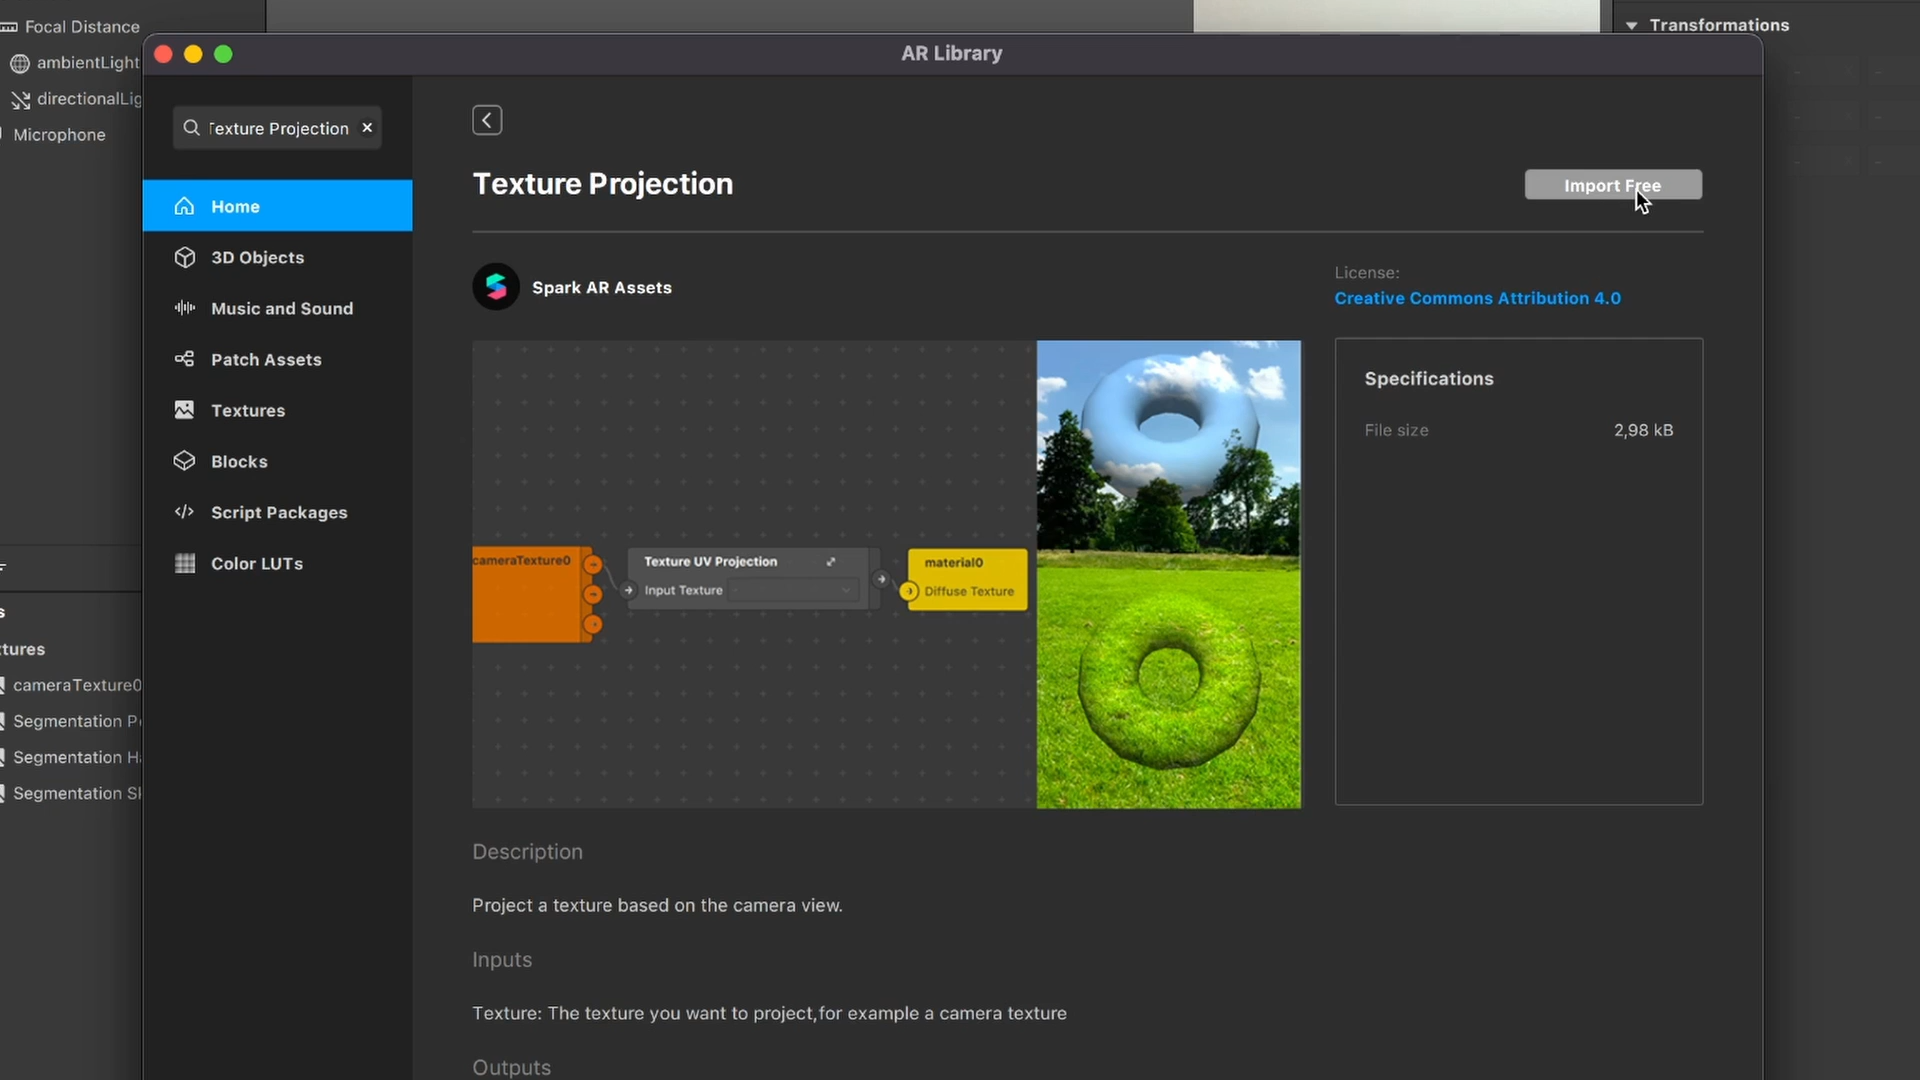 Focal Distance
ambientLight
directionalLig
Microphone
tures
cameraTexture0
Segmentation P
Segmentation H
Segmentation S
Transformations
AR Library
Texture Projection
Home
3D Objects
Music and Sound
Patch Assets
Textures
Blocks
Script Packages
Color LUTs
Texture Projection
Import Free
Spark AR Assets
License:
Creative Commons Attribution 4.0
cameraTexture0
Texture UV Projection
Input Texture
material0
Diffuse Texture
Specifications
File size 2,98 kB
Description
Project a texture based on the camera view.
Inputs
Texture: The texture you want to project,for example a camera texture
Outputs